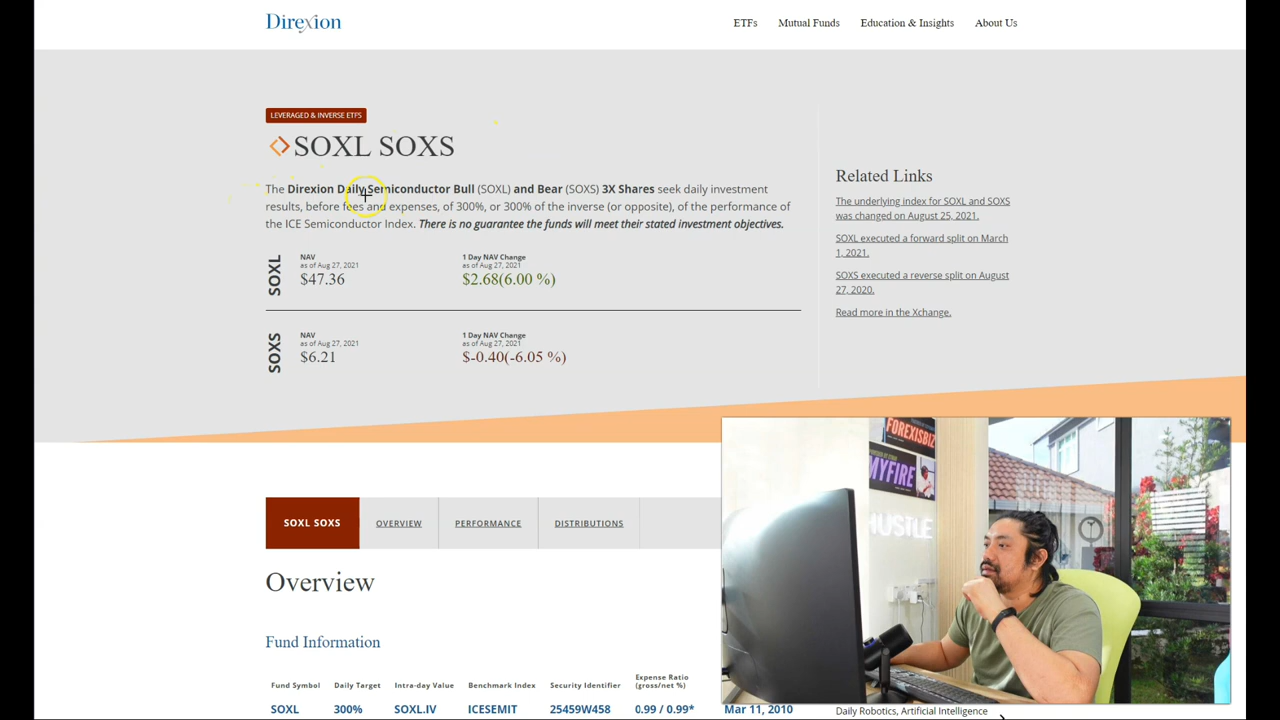 Direxion
ETFs
Mutual Funds
Education & Insights
About Us
LEVERAGED & INVERSE ETFS
SOXL SOXS
The Direxion Daily Semiconductor Bull (SOXL) and Bear (SOXS) 3X Shares seek daily investment
results, before fees and expenses, of 300%, or 300% of the inverse (or opposite), of the performance of
the ICE Semiconductor Index. There is no guarantee the funds will meet their stated investment objectives.
SOXL
NAV
as of Aug 27, 2021
$47.36
1 Day NAV Change
as of Aug 27, 2021
$2.68(6.00 %)
SOXS
NAV
as of Aug 27, 2021
$6.21
1 Day NAV Change
as of Aug 27, 2021
$-0.40(-6.05 %)
Related Links
The underlying index for SOXL and SOXS
was changed on August 25, 2021.
SOXL executed a forward split on March
1, 2021.
SOXS executed a reverse split on August
27, 2020.
Read more in the Xchange.
SOXL SOXS
OVERVIEW
PERFORMANCE
DISTRIBUTIONS
Overview
Fund Information
Fund Symbol
Daily Target
Intra-day Value
Benchmark Index
Security Identifier
Expense Ratio
(gross/net %)
SOXL
300%
SOXL.IV
ICESEMIT
25459W458
0.99 / 0.99*
Mar 11, 2010
Daily Robotics, Artificial Intelligence
FOREXISBIZ
MYFIRE
HUSTLE